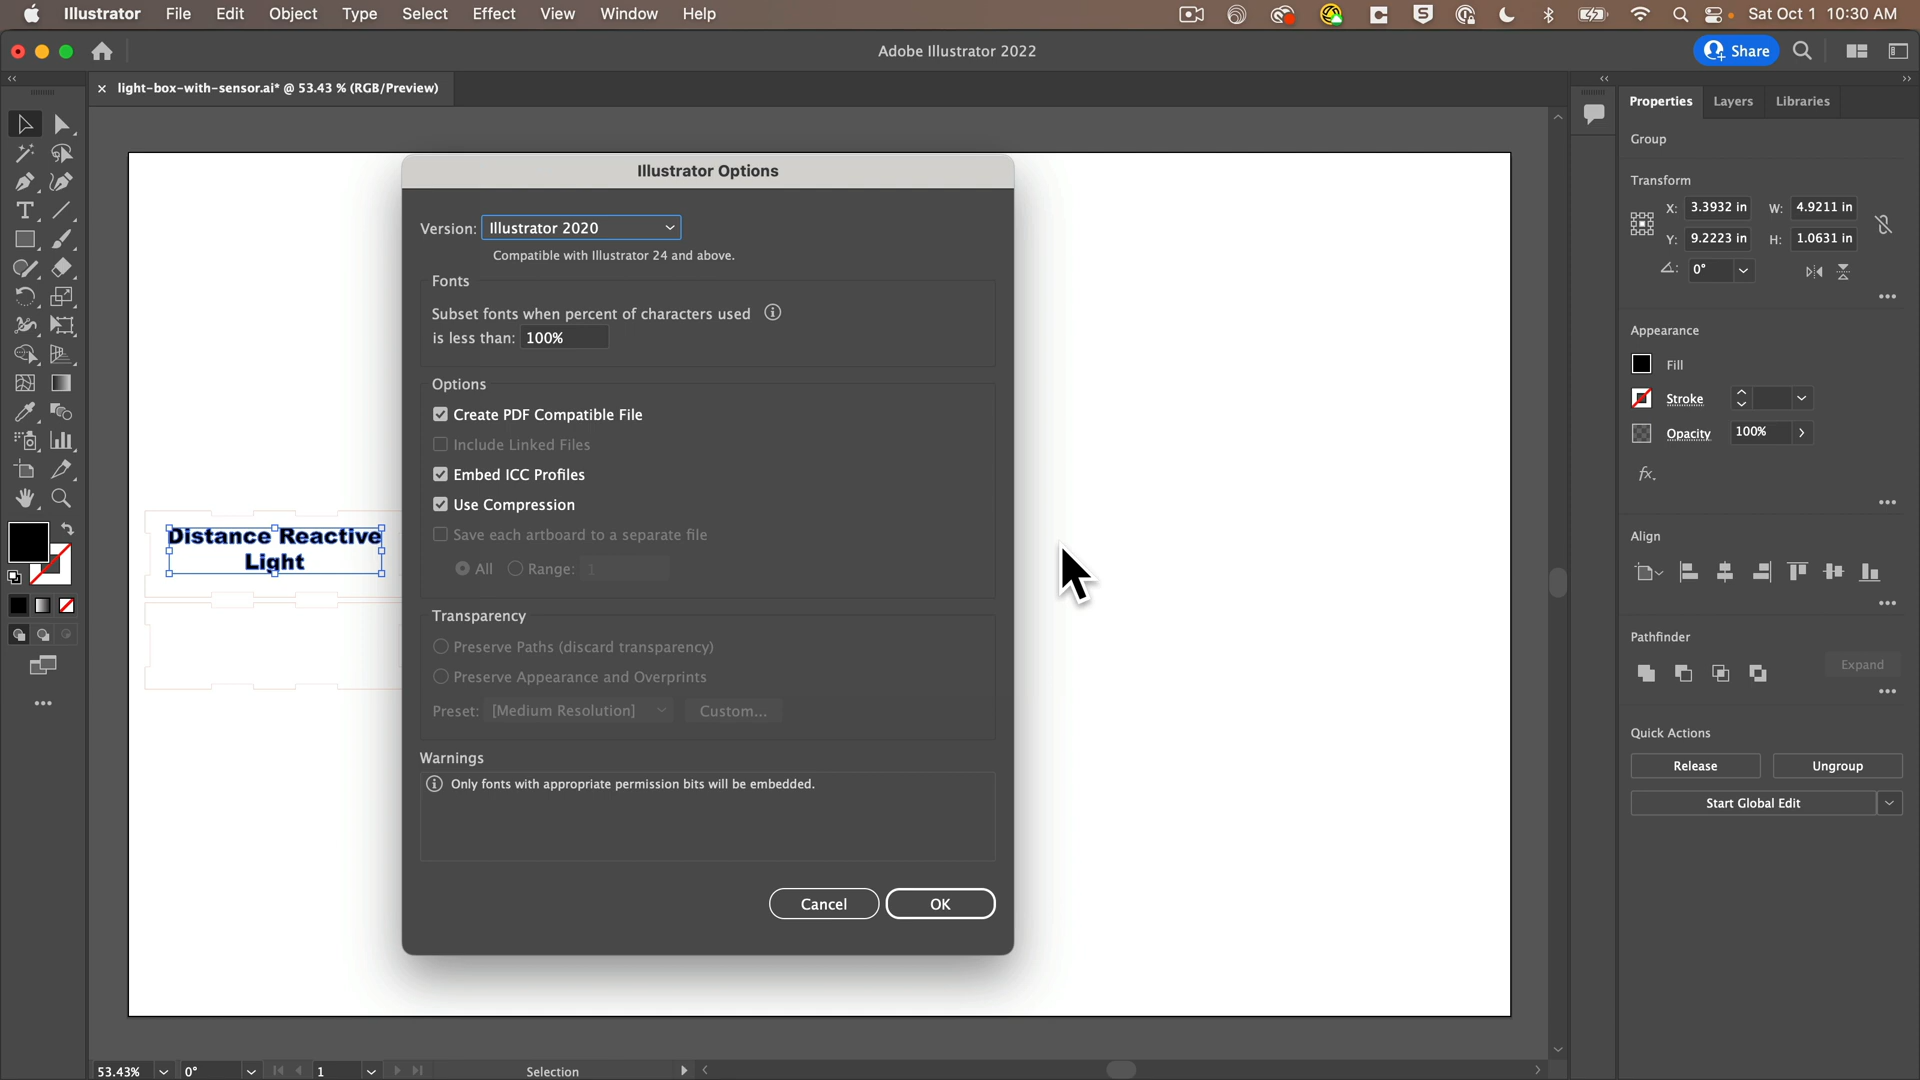 Illustrator File Edit Object Type Select Effect View Window Help
Sat Oct 1 10:30 AM
Adobe Illustrator 2022
Share
light-box-with-sensor.ai* @ 53.43 % (RGB/Preview)
Properties Layers Libraries
Group
Transform
X: 3.3932 in W: 4.9211 in
Y: 9.2223 in H: 1.0631 in
0°
Appearance
Fill
Stroke
Opacity 100%
fx.
Align
Pathfinder
Expand
Quick Actions
Release Ungroup
Start Global Edit
Illustrator Options
Version: Illustrator 2020
Compatible with Illustrator 24 and above.
Fonts
Subset fonts when percent of characters used
is less than: 100%
Options
Create PDF Compatible File
Include Linked Files
Embed ICC Profiles
Use Compression
Save each artboard to a separate file
All Range: 1
Transparency
Preserve Paths (discard transparency)
Preserve Appearance and Overprints
Preset: [Medium Resolution] Custom...
Warnings
Only fonts with appropriate permission bits will be embedded.
Cancel OK
Distance Reactive
Light
53.43% 0° 1 Selection